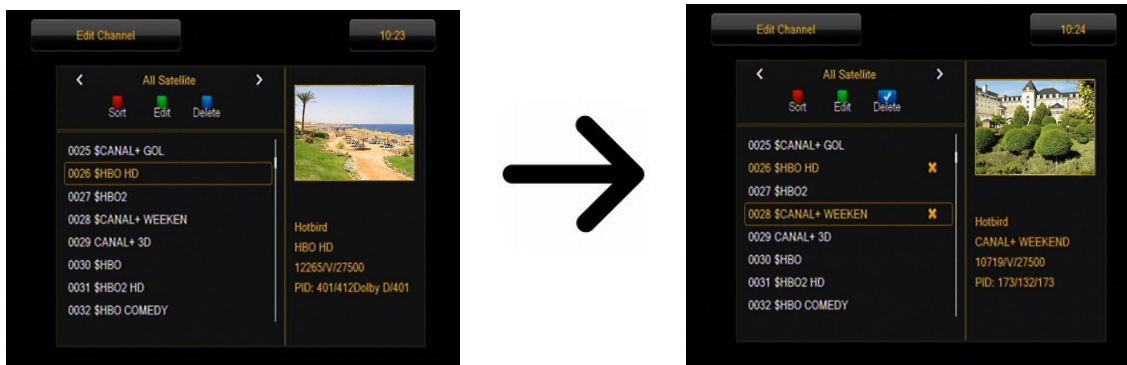 Edit Channel
10:23
All Satellite
Sort Edit Delete
0025 $CANAL+ GOL
0026 $HBO HD
0027 $HBO2
0028 $CANAL+ WEEKEN
0029 CANAL+ 3D
0030 $HBO
0031 $HBO2 HD
0032 $HBO COMEDY
Hotbird
HBO HD
12265/V/27500
PID: 401/412Dolby D/401
Edit Channel
10:24
All Satellite
Sort Edit Delete
0025 $CANAL+ GOL
0026 $HBO HD
0027 $HBO2
0028 $CANAL+ WEEKEN
0029 CANAL+ 3D
0030 $HBO
0031 $HBO2 HD
0032 $HBO COMEDY
Hotbird
CANAL+ WEEKEND
10719/V/27500
PID: 173/132/173